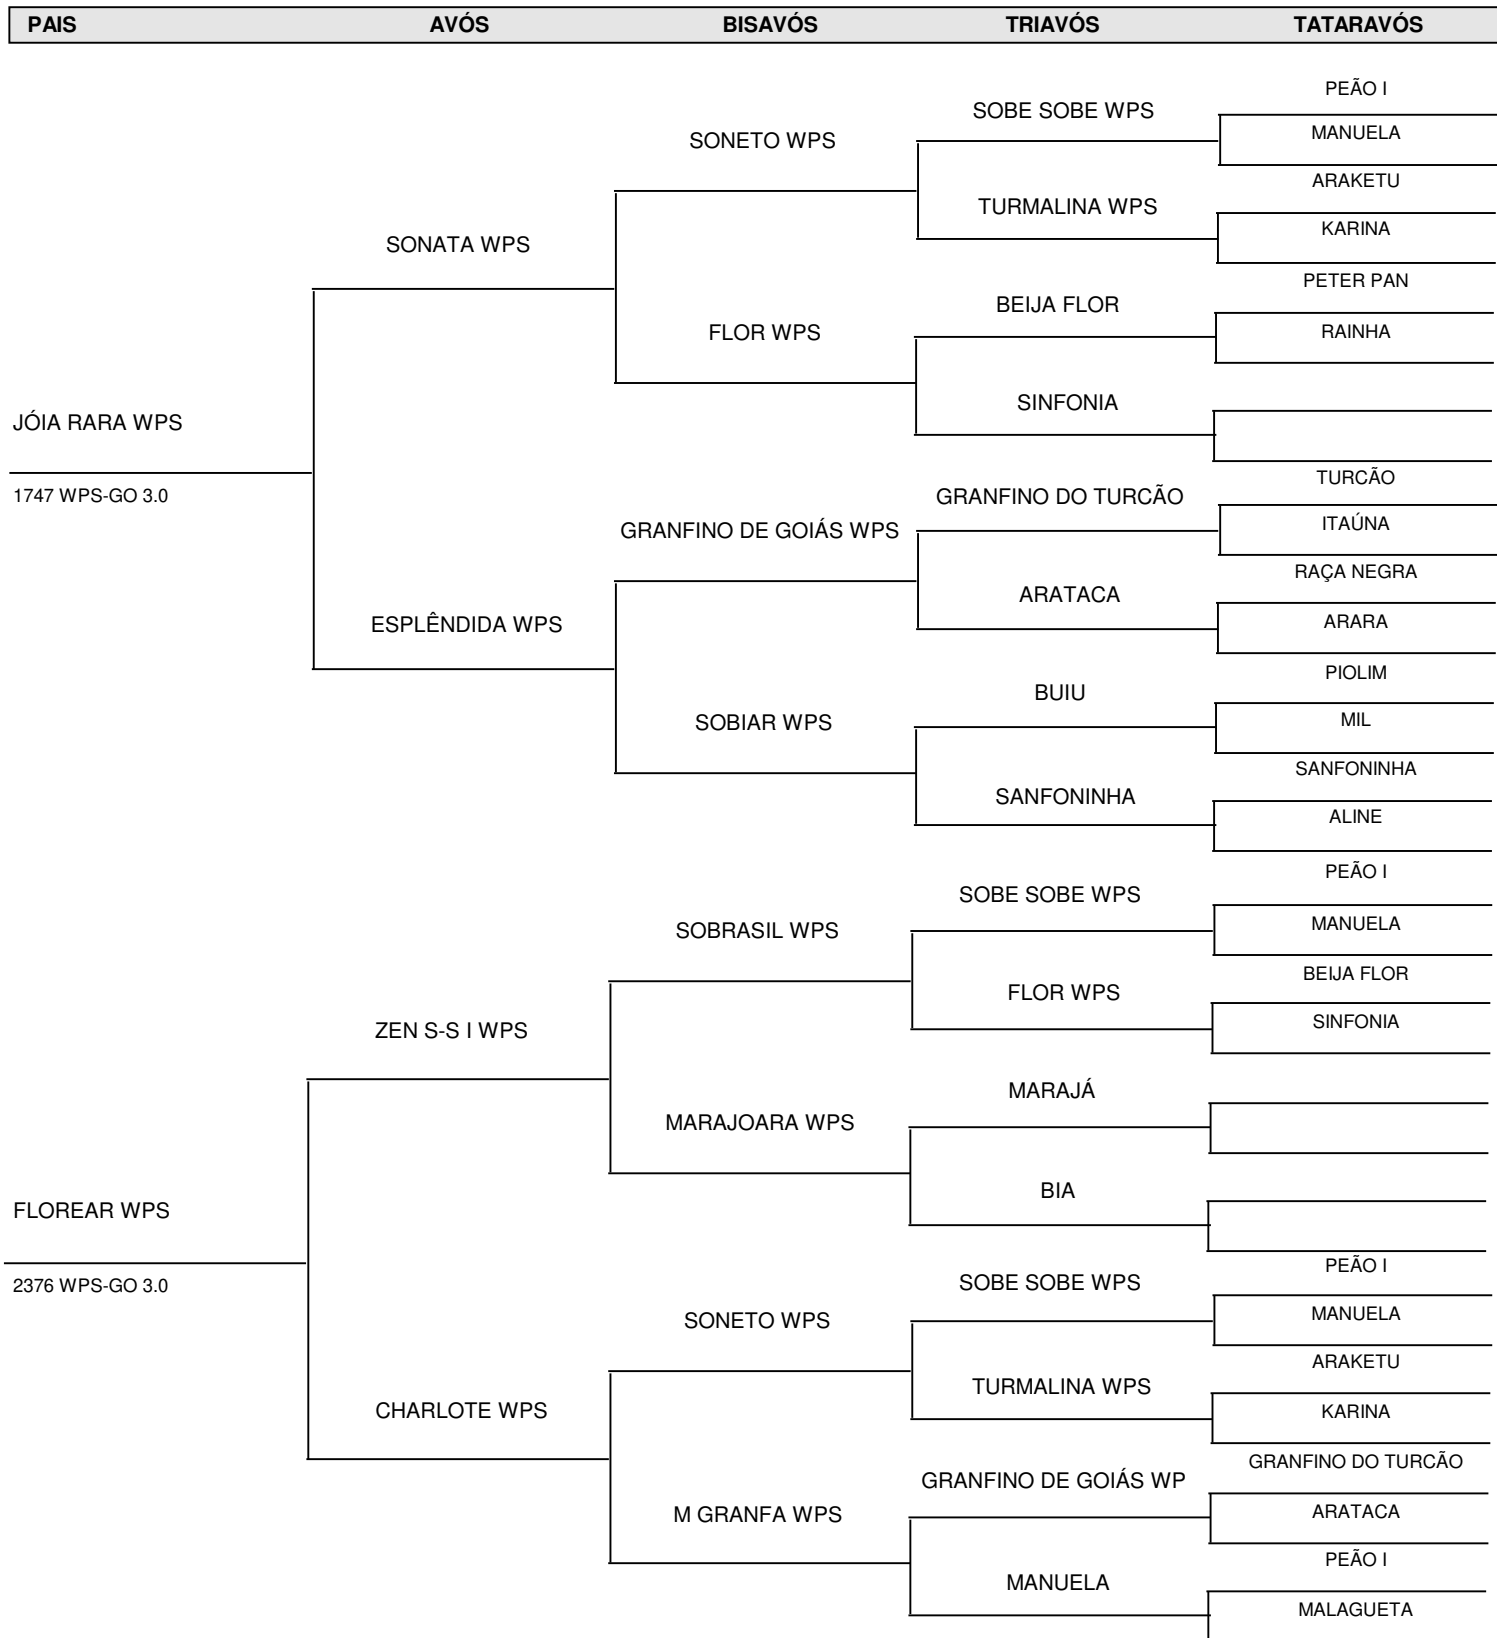 PAIS AVÓS BISAVÓS TRIAVÓS TATARAVÓS
PEÃO I
SOBE SOBE WPS
MANUELA
SONETO WPS
ARAKETU
TURMALINA WPS
KARINA
SONATA WPS
PETER PAN
BEIJA FLOR
RAINHA
FLOR WPS
SINFONIA
JÓIA RARA WPS
TURCÃO
1747 WPS-GO 3.0
GRANFINO DO TURCÃO
ITAÚNA
GRANFINO DE GOIÁS WPS
RAÇA NEGRA
ARATACA
ARARA
ESPLÊNDIDA WPS
PIOLIM
BUIU
MIL
SOBIAR WPS
SANFONINHA
SANFONINHA
ALINE
PEÃO I
SOBE SOBE WPS
MANUELA
SOBRASIL WPS
BEIJA FLOR
FLOR WPS
SINFONIA
ZEN S-S I WPS
MARAJÁ
MARAJOARA WPS
BIA
FLOREAR WPS
PEÃO I
2376 WPS-GO 3.0
SOBE SOBE WPS
MANUELA
SONETO WPS
ARAKETU
TURMALINA WPS
KARINA
CHARLOTE WPS
GRANFINO DO TURCÃO
GRANFINO DE GOIÁS WP
ARATACA
M GRANFA WPS
PEÃO I
MANUELA
MALAGUETA